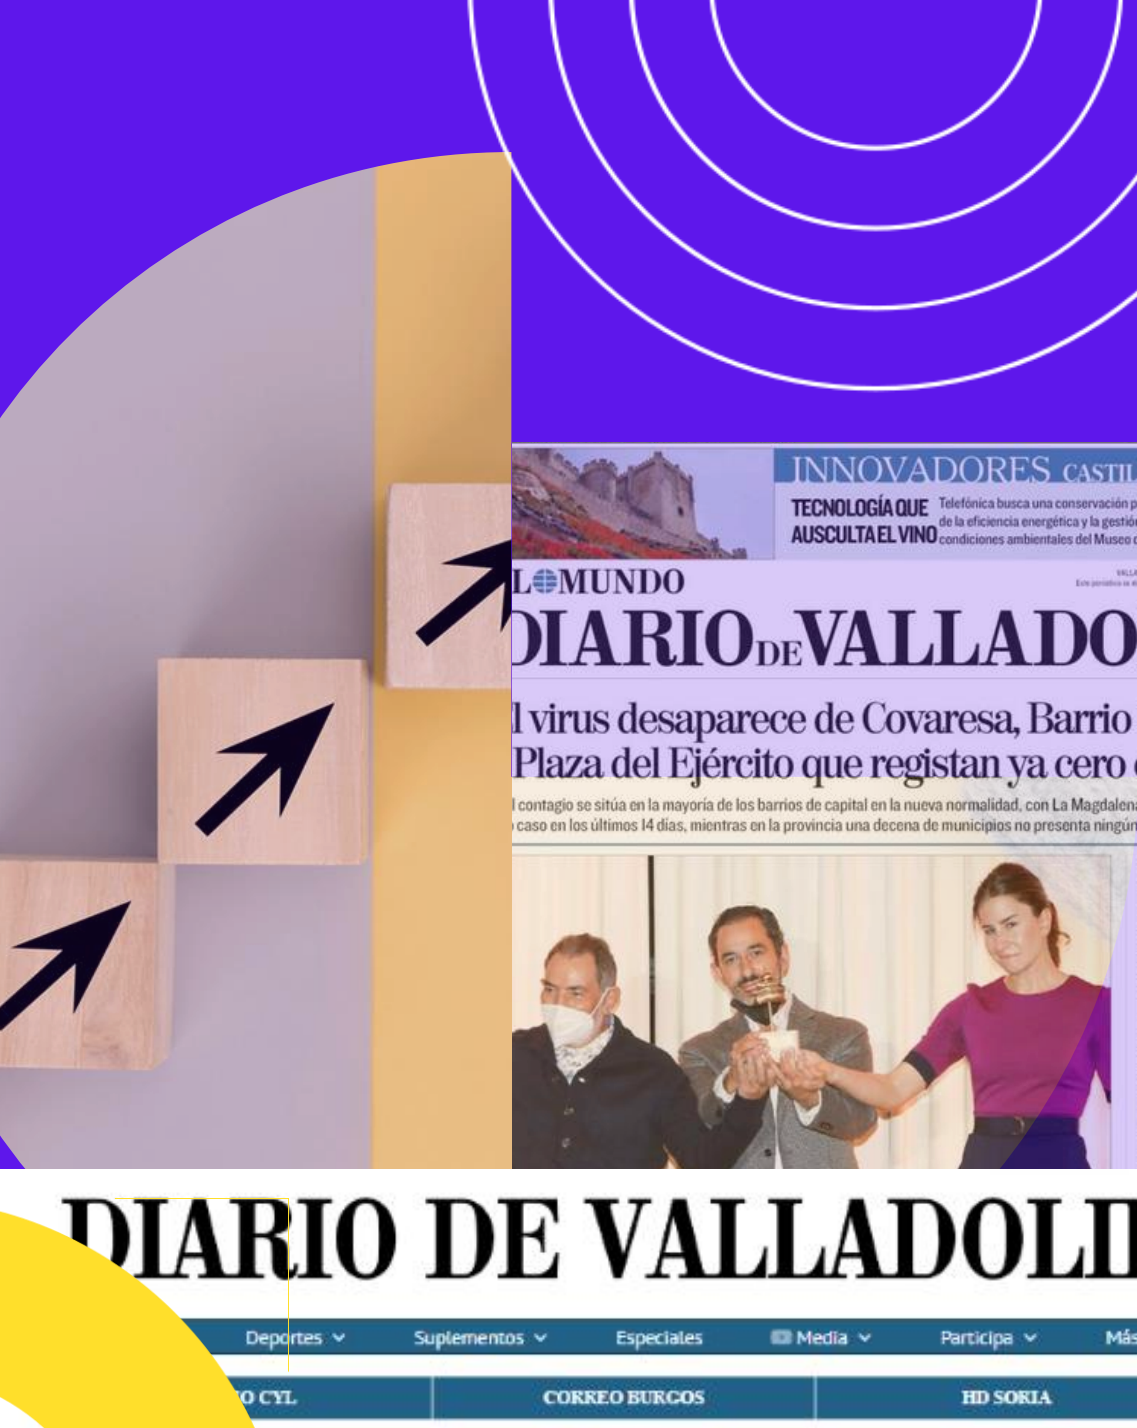 INNOVADORES CASTIL
TECNOLOGÍA QUE
AUSCULTA EL VINO
Telefónica busca una conservación p
de la eficiencia energética y la gestió
condiciones ambientales del Museo
L MUNDO
DIARIO DE VALLADO
l virus desaparece de Covaresa, Barrio
Plaza del Ejército que registan ya cero
l contagio se sitúa en la mayoría de los barrios de capital en la nueva normalidad, con La Magdalena
caso en los últimos 14 días, mientras en la provincia una decena de municipios no presenta ningún
DIARIO DE VALLADOLI
Deportes Suplementos Especiales Media Participa Más
O CYL CORREO BURGOS HD SORIA